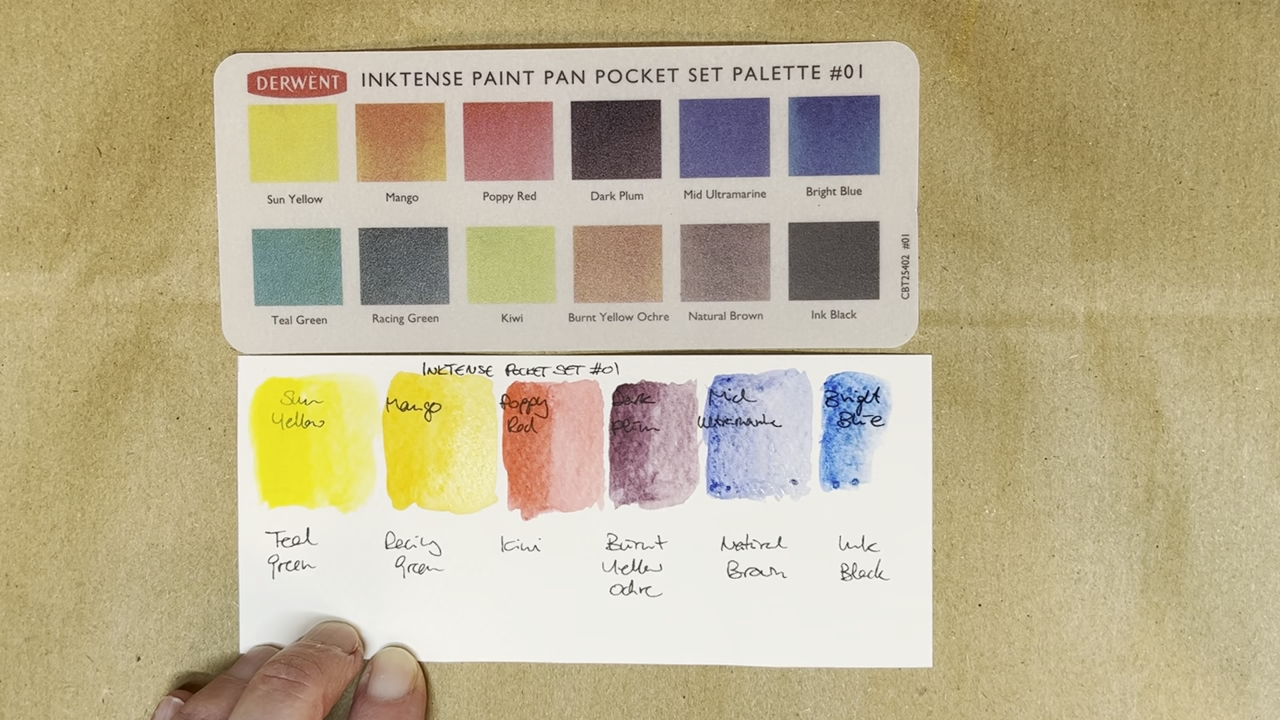 DERWENT INKTENSE PAINT PAN POCKET SET PALETTE #01
Sun Yellow Mango Poppy Red Dark Plum Mid Ultramarine Bright Blue
Teal Green Racing Green Kiwi Burnt Yellow Ochre Natural Brown Ink Black
CBT25402 #01
INKTENSE POCKET SET #01
Sun Mango Poppy Dark Mid Bright
Yellow Red Plum Ultramarine Blue
Teal Racing Kiwi Burnt Natural Ink
Green Green Yellow Brown Black
Ochre